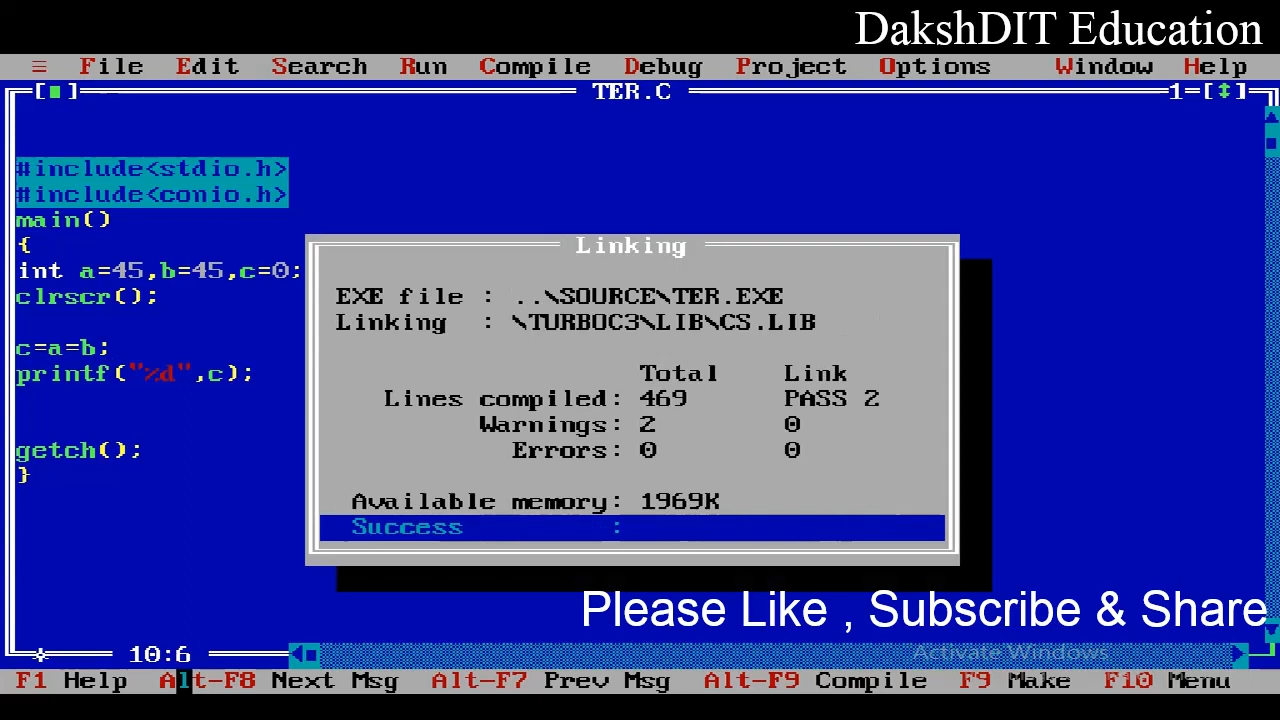 DakshDIT Education
≡ File Edit Search Run Compile Debug Project Options Window Help
[■] TER.C 1=[↕]
#include<stdio.h>
#include<conio.h>
main()
{
int a=45,b=45,c=0;
clrscr();
c=a=b;
printf("%d",c);
getch();
}
Linking
EXE file : ..\SOURCE\TER.EXE
Linking : \TURBOC3\LIB\CS.LIB
Total Link
Lines compiled: 469 PASS 2
Warnings: 2 0
Errors: 0 0
Available memory: 1969K
Success :
Please Like , Subscribe & Share
10:6
Activate Windows
F1 Help Alt-F8 Next Msg Alt-F7 Prev Msg Alt-F9 Compile F9 Make F10 Menu